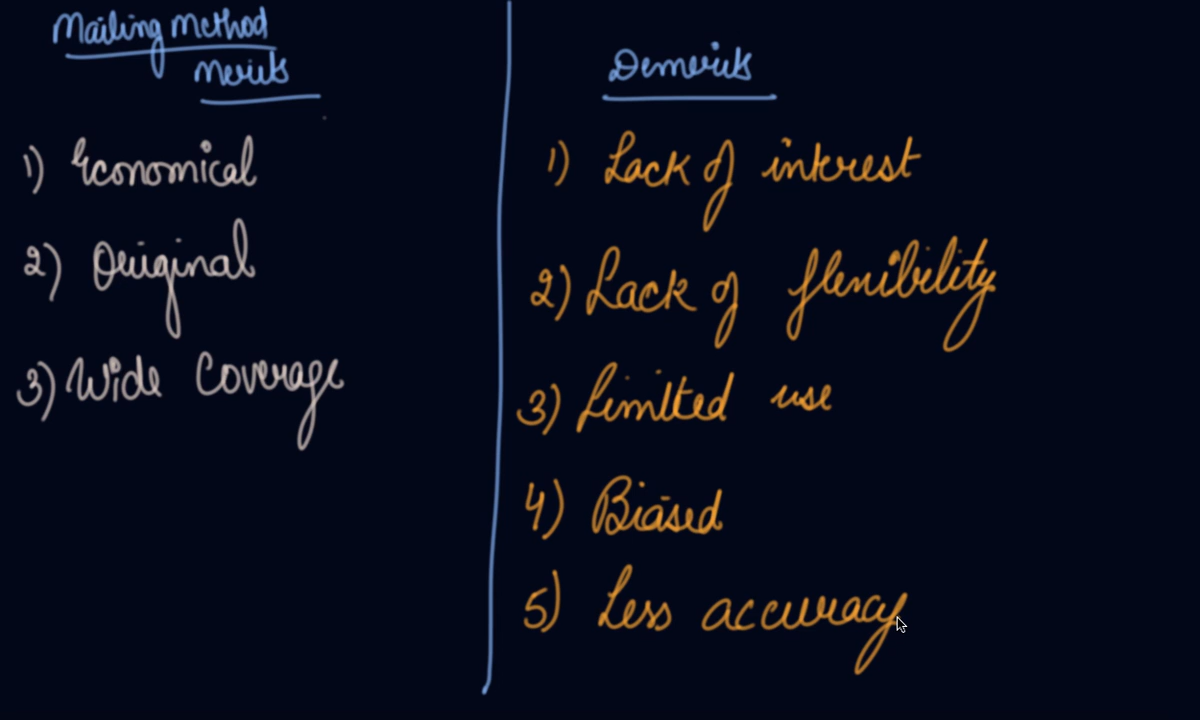 Mailing Method
Merits
1) Economical
2) Original
3) Wide Coverage
Demerits
1) Lack of interest
2) Lack of flexibility
3) Limited use
4) Biased
5) Less accuracy